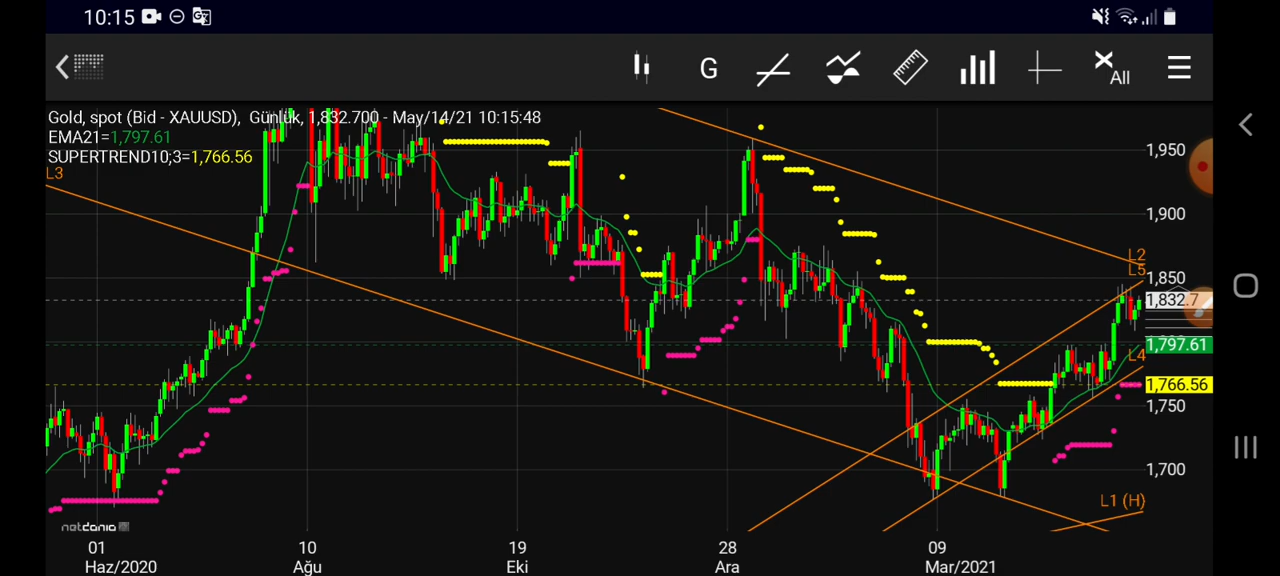 10:15
G
All
Gold, spot (Bid - XAUUSD), Günlük, 1,832.700 - May/14/21 10:15:48
EMA21=1,797.61
SUPERTREND10;3=1,766.56
L3
1,950
1,900
L2
L5
1,850
1,832.7
1,797.61
L4
1,766.56
1,750
1,700
L1 (H)
netdania
01 10 19 28 09
Haz/2020 Ağu Eki Ara Mar/2021